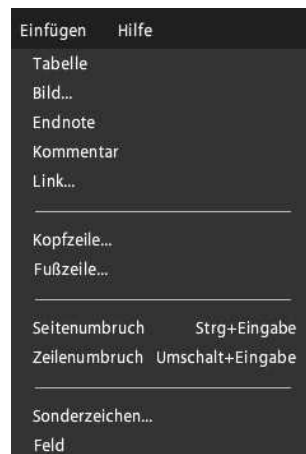 Einfügen Hilfe
Tabelle
Bild...
Endnote
Kommentar
Link...
Kopfzeile...
Fußzeile...
Seitenumbruch Strg+Eingabe
Zeilenumbruch Umschalt+Eingabe
Sonderzeichen...
Feld